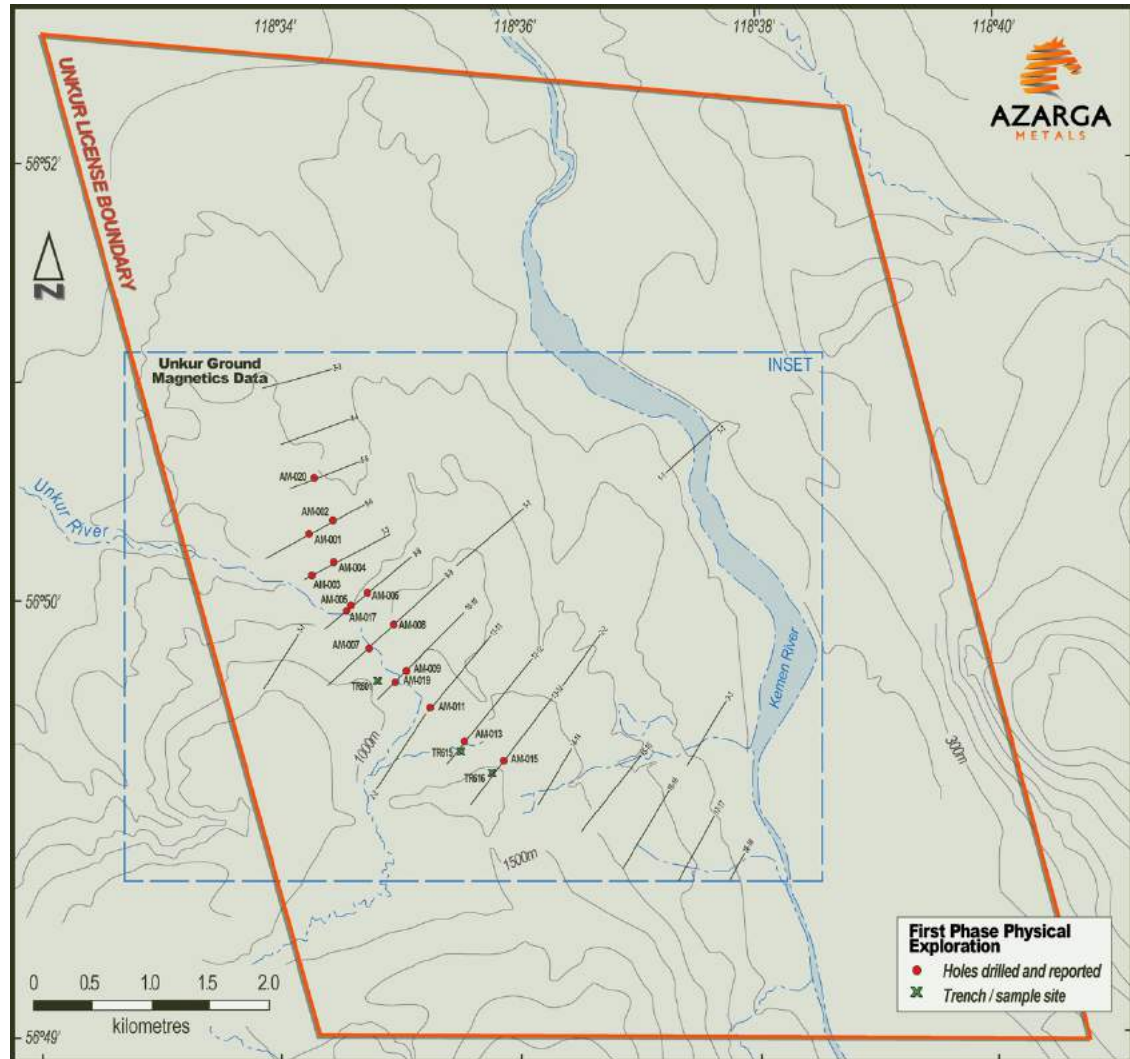 118°34'
118°36'
118°38'
118°40'
AZARGA
METALS
UNKUR LICENSE BOUNDARY
56°52'
N
Unkur Ground
Magnetics Data
INSET
AM-020
Unkur
River
AM-002
AM-001
AM-004
AM-003
AM-006
AM-005
AM-017
56°50'
AM-008
AM-007
AM-009
TR601
AM-019
AM-011
Kemen River
AM-013
1000m
TR615
AM-015
TR616
300m
1500m
First Phase Physical
Exploration
Holes drilled and reported
Trench / sample site
0 0.5 1.0 1.5 2.0
kilometres
56°49'